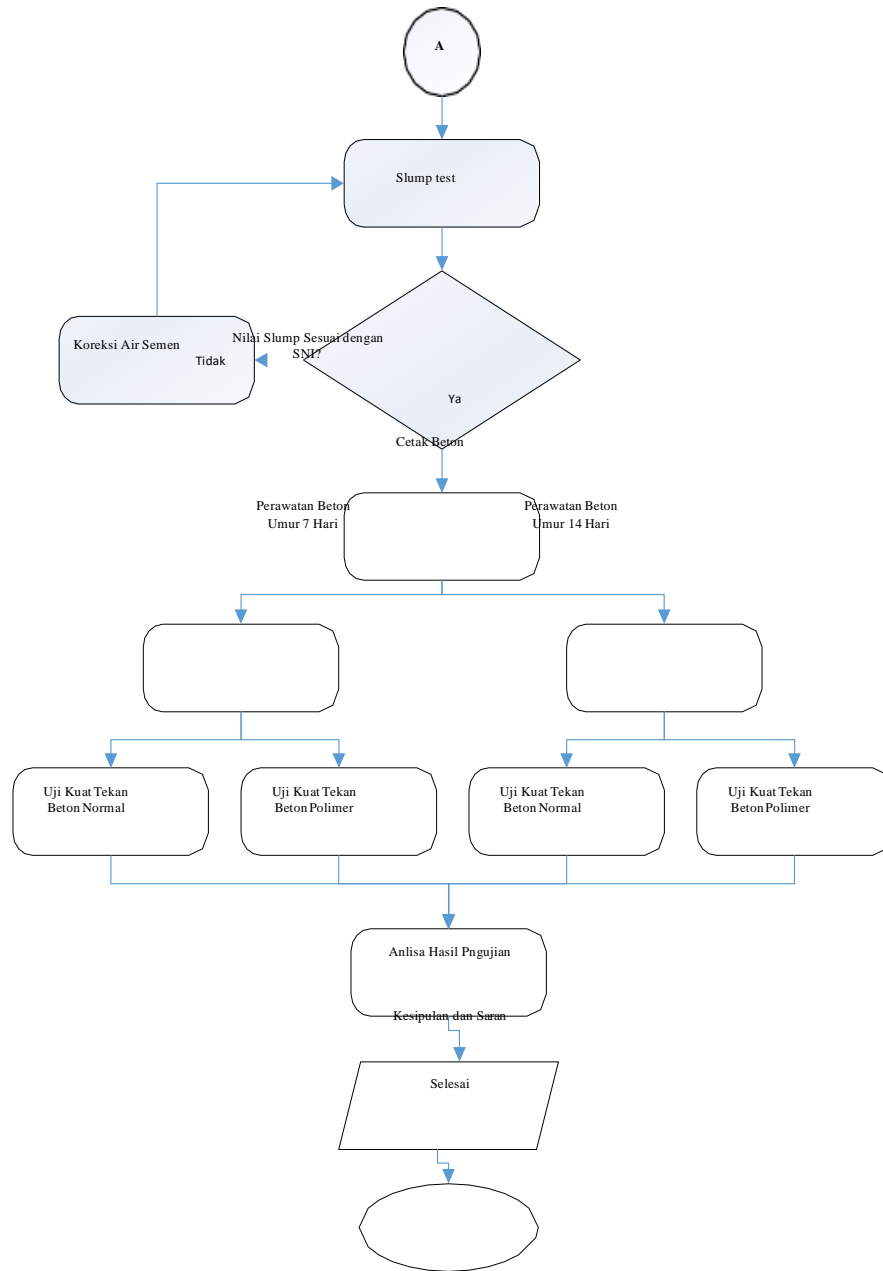 A
Slump test
Nilai Slump Sesuai dengan
SNI?
Koreksi Air Semen
Tidak
Ya
Cetak Beton
Perawatan Beton
Umur 7 Hari
Perawatan Beton
Umur 14 Hari
Uji Kuat Tekan
Beton Normal
Uji Kuat Tekan
Beton Polimer
Uji Kuat Tekan
Beton Normal
Uji Kuat Tekan
Beton Polimer
Anlisa Hasil Pngujian
Kesipulan dan Saran
Selesai